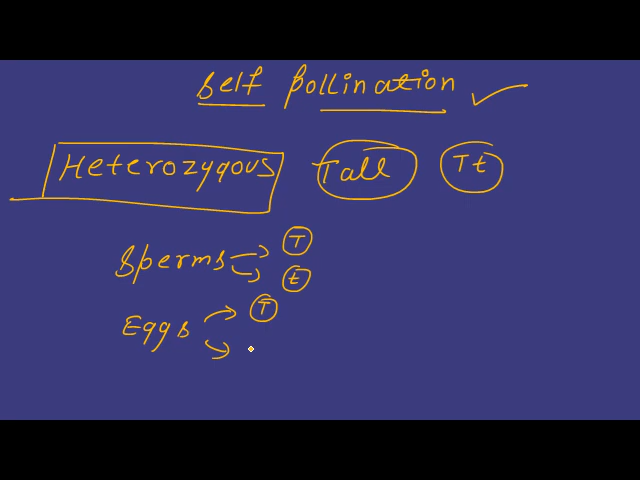 Self Pollination
Heterozygous Tall Tt
Sperms T
t
Eggs T